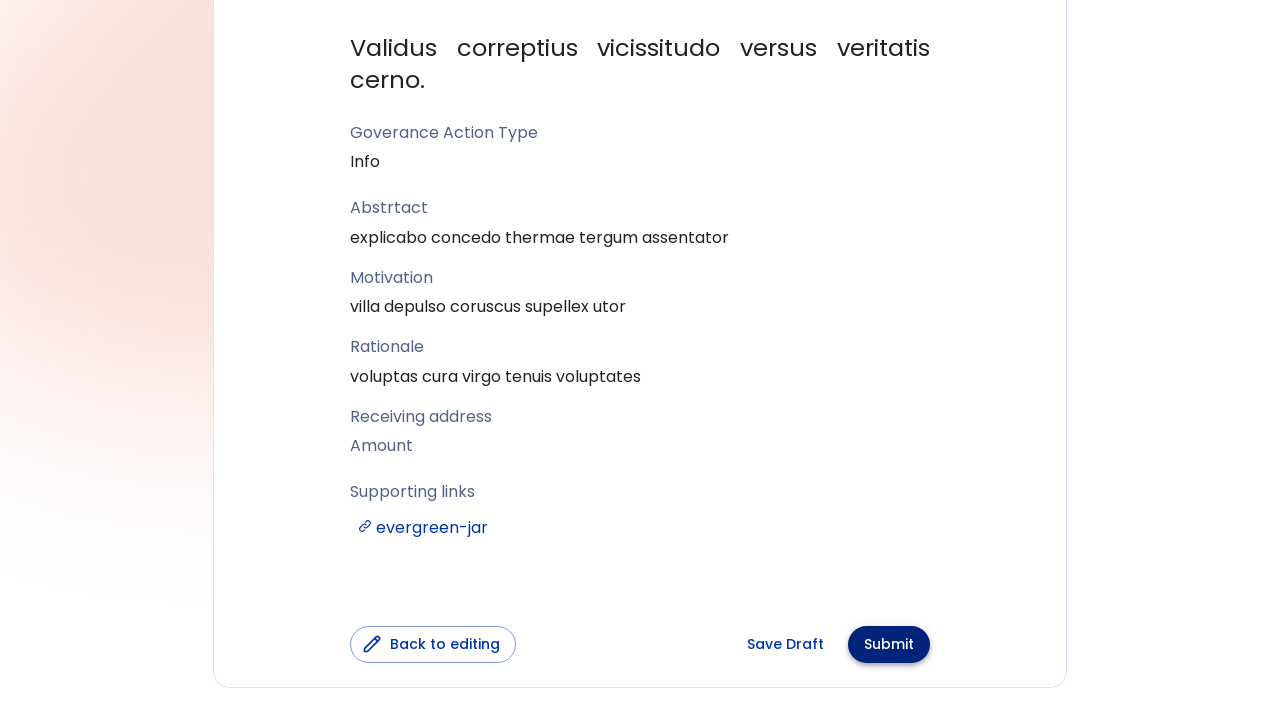 Validus correptius vicissitudo versus veritatis
cerno.
Goverance Action Type
Info
Abstrtact
explicabo concedo thermae tergum assentator
Motivation
villa depulso coruscus supellex utor
Rationale
voluptas cura virgo tenuis voluptates
Receiving address
Amount
Supporting links
evergreen-jar
Back to editing
Save Draft
Submit